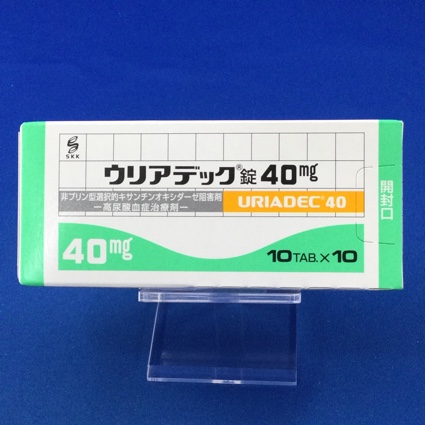 SKK
ウリアデック®錠40mg
非プリン型選択的キサンチンオキシダーゼ阻害剤
―高尿酸血症治療剤―
URIADEC® 40
開封口
40mg
10TAB.×10